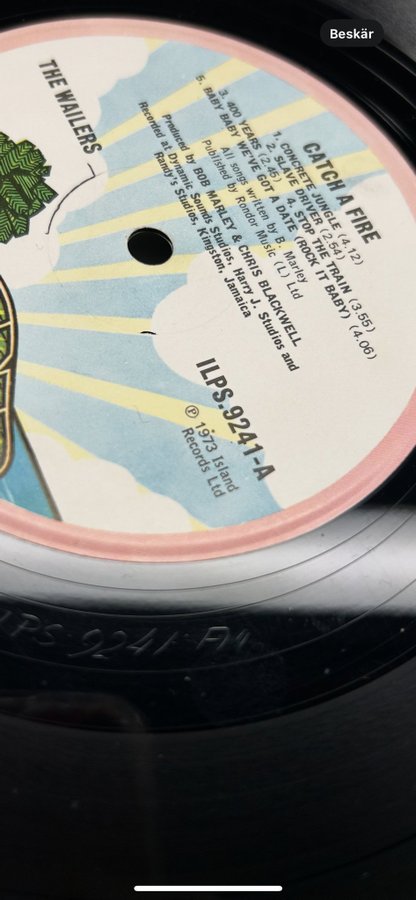 Beskär
THE WAILERS
CATCH A FIRE
1. CONCRETE JUNGLE (4.12)
2. SLAVE DRIVER (2.54)
3. 400 YEARS (2.45) 4. STOP THE TRAIN (3.55)
5. BABY BABY WE'VE GOT A DATE (ROCK IT BABY) (4.06)
All songs written by B. Marley
Published by Rondor Music (L) Ltd
Produced by BOB MARLEY & CHRIS BLACKWELL
Recorded at Dynamic Sounds Studios, Harry J. Studios and
Randy's Studios, Kingston, Jamaica
ILPS-9241-A
℗ 1973 Island
Records Ltd
LPS 9241 A